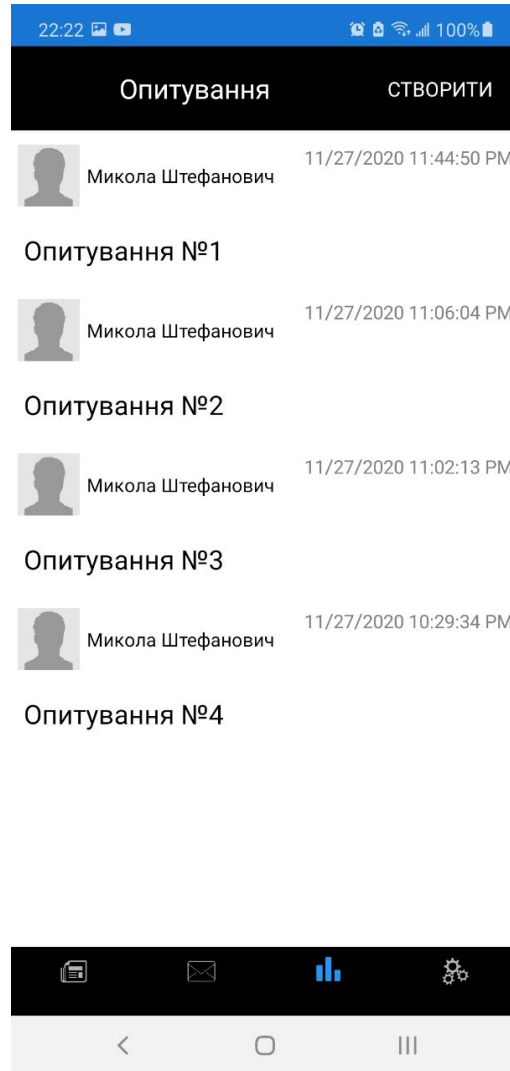 22:22 100%
Опитування СТВОРИТИ
Микола Штефанович 11/27/2020 11:44:50 PM
Опитування №1
Микола Штефанович 11/27/2020 11:06:04 PM
Опитування №2
Микола Штефанович 11/27/2020 11:02:13 PM
Опитування №3
Микола Штефанович 11/27/2020 10:29:34 PM
Опитування №4